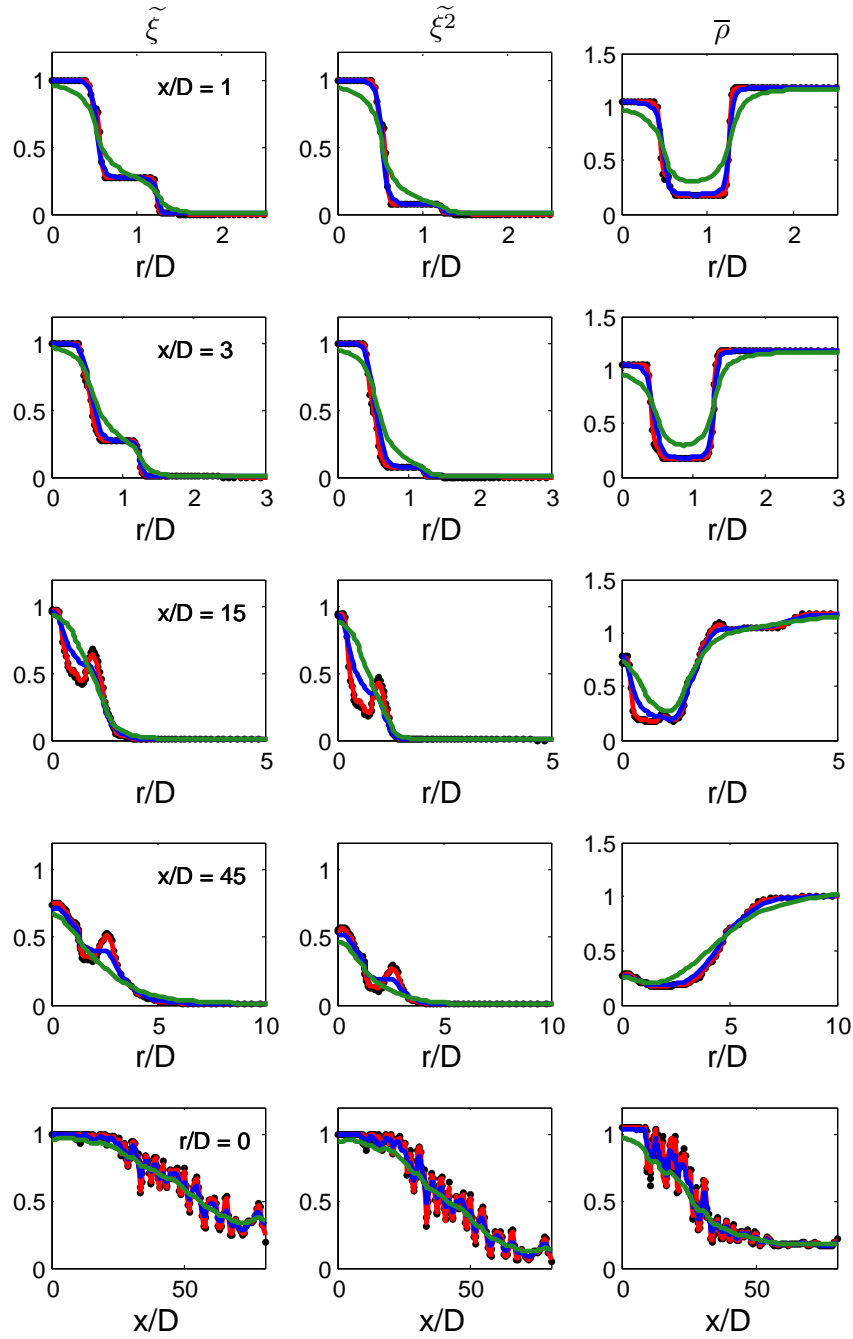 ξ̃ ξ̃² ρ̅
1 0.5 0 0 1 2 r/D x/D = 1
1 0.5 0 0 1 2 r/D
1.5 1 0.5 0 0 1 2 r/D
1 0.5 0 0 1 2 3 r/D x/D = 3
1 0.5 0 0 1 2 3 r/D
1.5 1 0.5 0 0 1 2 3 r/D
1 0.5 0 0 5 r/D x/D = 15
1 0.5 0 0 5 r/D
1.5 1 0.5 0 0 5 r/D
1 0.5 0 0 5 10 r/D x/D = 45
1 0.5 0 0 5 10 r/D
1.5 1 0.5 0 0 5 10 r/D
1 0.5 0 0 50 x/D r/D = 0
1 0.5 0 0 50 x/D
1 0.5 0 0 50 x/D